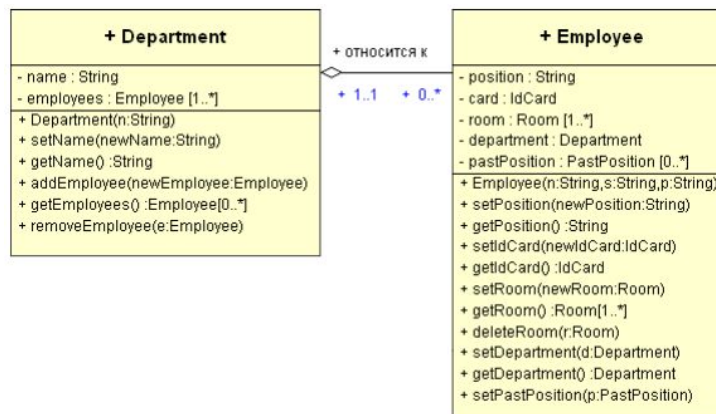 + Department
- name : String
- employees : Employee [1..*]
+ Department(n:String)
+ setName(newName:String)
+ getName() :String
+ addEmployee(newEmployee:Employee)
+ getEmployees() :Employee[0..*]
+ removeEmployee(e:Employee)
+ относится к
+ 1..1 + 0..*
+ Employee
- position : String
- card : IdCard
- room : Room [1..*]
- department : Department
- pastPosition : PastPosition [0..*]
+ Employee(n:String,s:String,p:String)
+ setPosition(newPosition:String)
+ getPosition() :String
+ setIdCard(newIdCard:IdCard)
+ getIdCard() :IdCard
+ setRoom(newRoom:Room)
+ getRoom() :Room[1..*]
+ deleteRoom(r:Room)
+ setDepartment(d:Department)
+ getDepartment() :Department
+ setPastPosition(p:PastPosition)